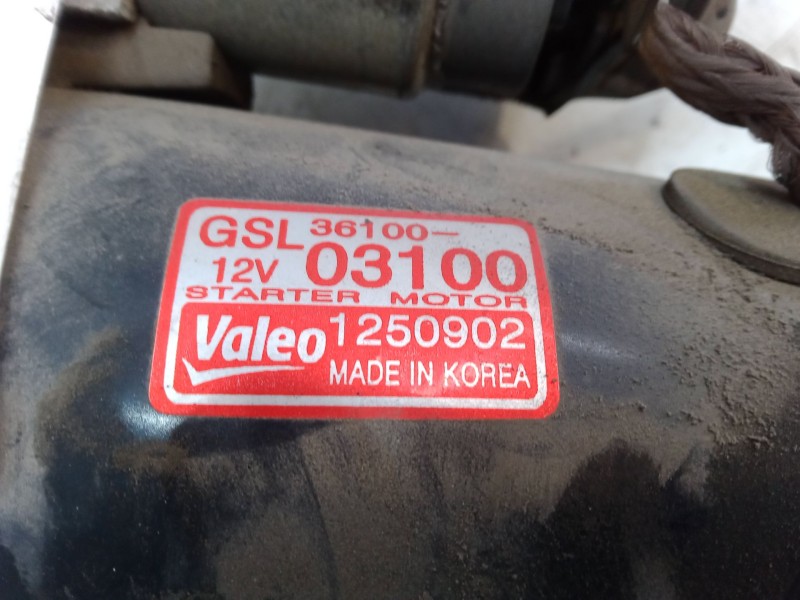 GSL 36100-
12V 03100
STARTER MOTOR
Valeo 1250902
MADE IN KOREA